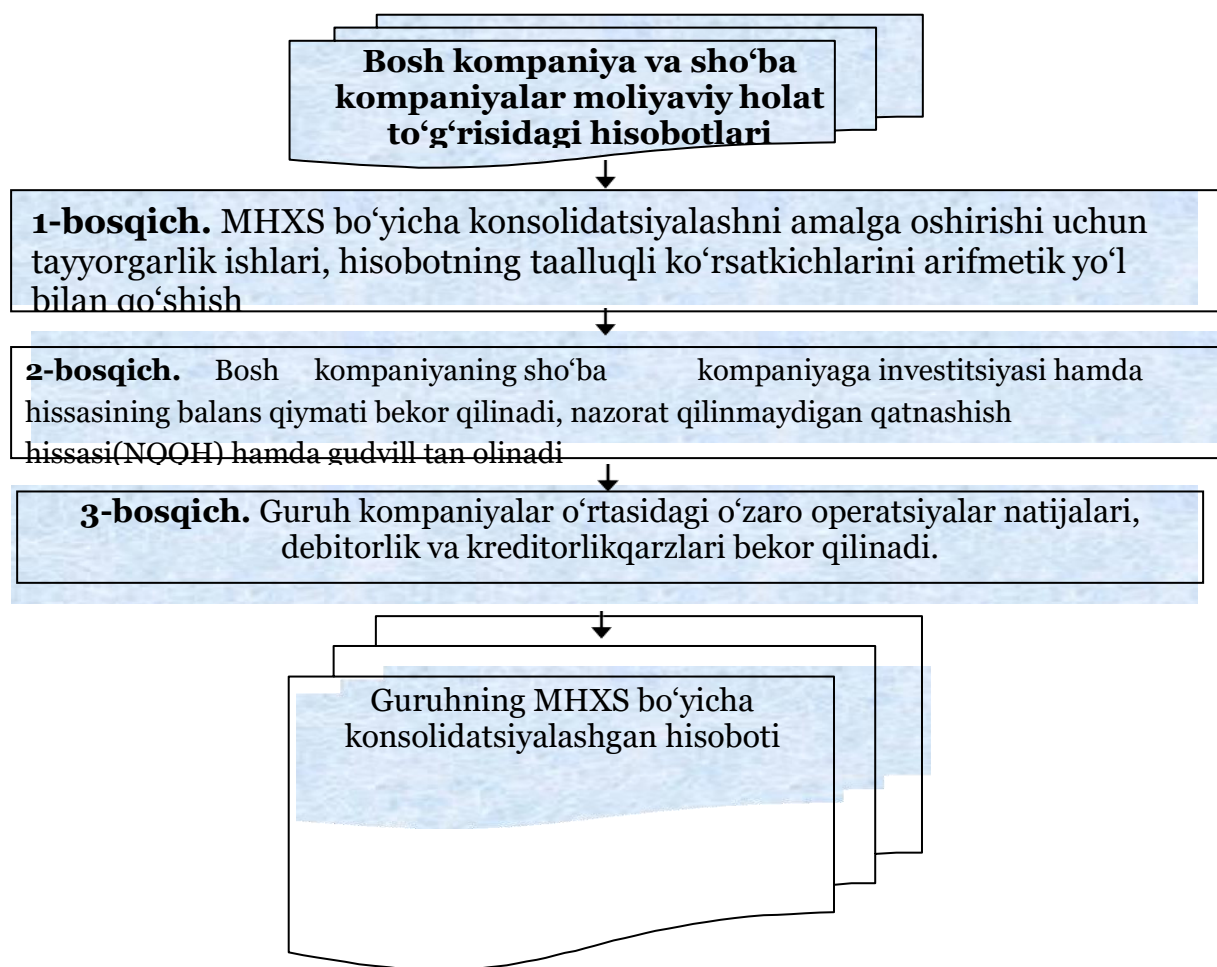 Bosh kompaniya va sho‘ba
kompaniyalar moliyaviy holat
to‘g‘risidagi hisobotlari
1-bosqich. MHXS bo‘yicha konsolidatsiyalashni amalga oshirishi uchun
tayyorgarlik ishlari, hisobotning taalluqli ko‘rsatkichlarini arifmetik yo‘l
bilan qo‘shish
2-bosqich. Bosh kompaniyaning sho‘ba kompaniyaga investitsiyasi hamda
hissasining balans qiymati bekor qilinadi, nazorat qilinmaydigan qatnashish
hissasi(NQQH) hamda gudvill tan olinadi
3-bosqich. Guruh kompaniyalar o‘rtasidagi o‘zaro operatsiyalar natijalari,
debitorlik va kreditorlikqarzlari bekor qilinadi.
Guruhning MHXS bo‘yicha
konsolidatsiyalashgan hisoboti